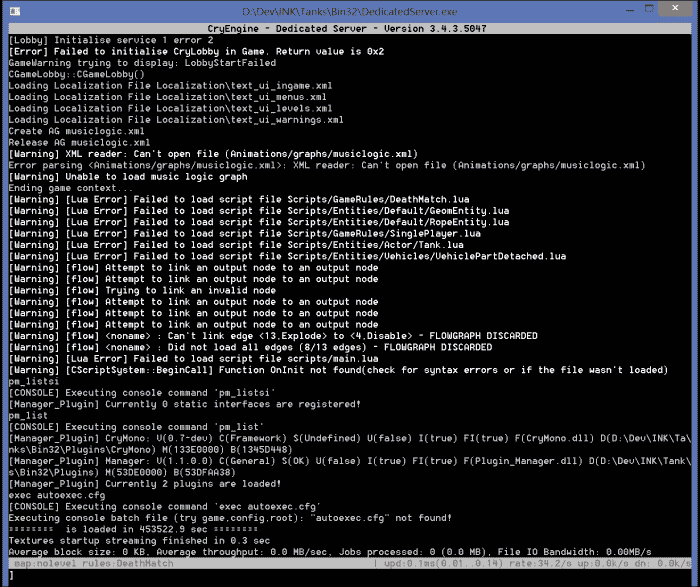 D:\Dev\INK\Tanks\Bin32\DedicatedServer.exe
CryEngine - Dedicated Server - Version 3.4.3.5047
[Lobby] Initialise service 1 error 2
[Error] Failed to initialise CryLobby in Game. Return value is 0x2
GameWarning trying to display: LobbyStartFailed
CGameLobby::CGameLobby()
Loading Localization File Localization\text_ui_ingame.xml
Loading Localization File Localization\text_ui_menus.xml
Loading Localization File Localization\text_ui_levels.xml
Loading Localization File Localization\text_ui_warnings.xml
Create AG musiclogic.xml
Release AG musiclogic.xml
[Warning] XML reader: Can't open file (Animations/graphs/musiclogic.xml)
Error parsing <Animations/graphs/musiclogic.xml>: XML reader: Can't open file (Animations/graphs/musiclogic.xml)
[Warning] Unable to load music logic graph
Ending game context...
[Warning] [Lua Error] Failed to load script file Scripts/GameRules/DeathMatch.lua
[Warning] [Lua Error] Failed to load script file Scripts/Entities/Default/GeomEntity.lua
[Warning] [Lua Error] Failed to load script file Scripts/Entities/Default/RopeEntity.lua
[Warning] [Lua Error] Failed to load script file Scripts/GameRules/SinglePlayer.lua
[Warning] [Lua Error] Failed to load script file Scripts/Entities/Actor/Tank.lua
[Warning] [Lua Error] Failed to load script file Scripts/Entities/Vehicles/VehiclePartDetached.lua
[Warning] [flow] Attempt to link an output node to an output node
[Warning] [flow] Attempt to link an output node to an output node
[Warning] [flow] Trying to link an invalid node
[Warning] [flow] Attempt to link an output node to an output node
[Warning] [flow] Attempt to link an output node to an output node
[Warning] [flow] Attempt to link an output node to an output node
[Warning] [flow] <noname> : Can't link edge <13,Explode> to <4,Disable> - FLOWGRAPH DISCARDED
[Warning] [flow] <noname> : Did not load all edges (8/13 edges) - FLOWGRAPH DISCARDED
[Warning] [Lua Error] Failed to load script file scripts/main.lua
[Warning] [CScriptSystem::BeginCall] Function OnInit not found(check for syntax errors or if the file wasn't loaded)
pm_listsi
[CONSOLE] Executing console command 'pm_listsi'
[Manager_Plugin] Currently 0 static interfaces are registered!
pm_list
[CONSOLE] Executing console command 'pm_list'
[Manager_Plugin] CryMono: V(0.7-dev) C(Framework) S(Undefined) U(false) I(true) FI(true) F(CryMono.dll) D(D:\Dev\INK\Ta\
nks\Bin32\Plugins\CryMono) M(133E0000) B(1345D448)
[Manager_Plugin] Manager: V(1.1.0.0) C(General) S(OK) U(false) I(true) FI(true) F(Plugin_Manager.dll) D(D:\Dev\INK\Tank\
s\Bin32\Plugins) M(53DE0000) B(53DFAA38)
[Manager_Plugin] Currently 2 plugins are loaded!
exec autoexec.cfg
[CONSOLE] Executing console command 'exec autoexec.cfg'
Executing console batch file (try game,config,root): "autoexec.cfg" not found!
======== is loaded in 453522.9 sec ========
Textures startup streaming finished in 0.3 sec
Average block size: 0 KB, Average throughput: 0.0 MB/sec, Jobs processed: 0 (0.0 MB), File IO Bandwidth: 0.00MB/s
map:nolevel rules:DeathMatch | upd:0.1ms(0.01..0.14) rate:34.2/s up:0.0k/s dn: 0.0k/s
]